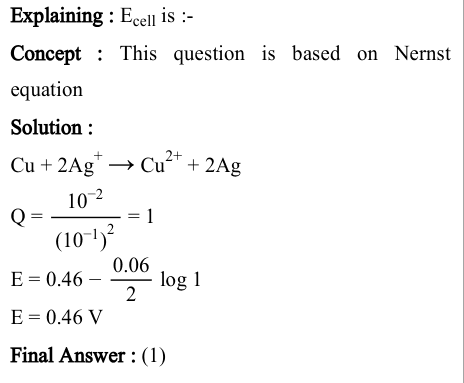 Explaining : E_cell is :-
Concept : This question is based on Nernst
equation
Solution :
Cu + 2Ag⁺ ⟶ Cu²⁺ + 2Ag
Q = 10⁻² / (10⁻¹)² = 1
E = 0.46 − 0.06/2 log 1
E = 0.46 V
Final Answer : (1)